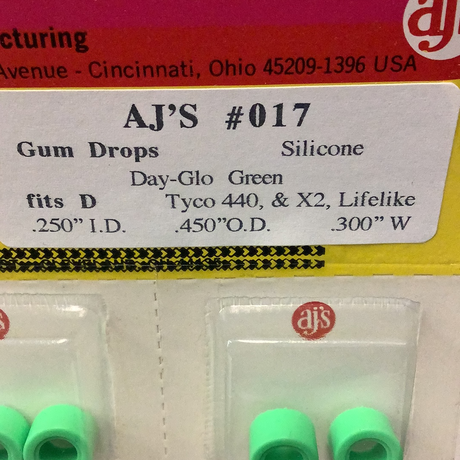 aj's
cturing
Avenue - Cincinnati, Ohio 45209-1396 USA
AJ'S #017
Gum Drops Silicone
Day-Glo Green
fits D Tyco 440, & X2, Lifelike
.250" I.D. .450"O.D. .300" W
aj's